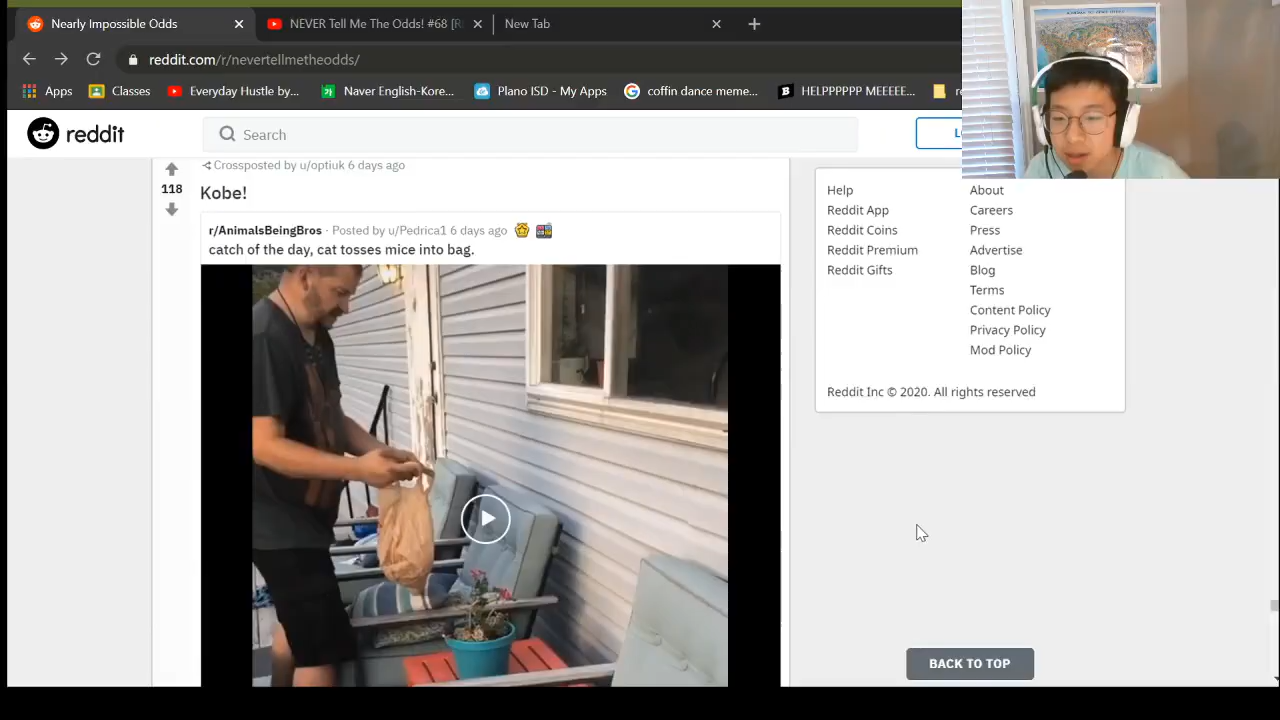 Nearly Impossible Odds
NEVER Tell Me The Odds! #68 [R
New Tab
reddit.com/r/nevertellmetheodds/
Apps
Classes
Everyday Hustle by...
Naver English-Kore...
Plano ISD - My Apps
coffin dance meme...
HELPPPPPP MEEEEE...
reddit
Search
Crossposted by u/optiuk 6 days ago
118
Kobe!
r/AnimalsBeingBros · Posted by u/Pedrica1 6 days ago
catch of the day, cat tosses mice into bag.
Help
Reddit App
Reddit Coins
Reddit Premium
Reddit Gifts
About
Careers
Press
Advertise
Blog
Terms
Content Policy
Privacy Policy
Mod Policy
Reddit Inc © 2020. All rights reserved
BACK TO TOP